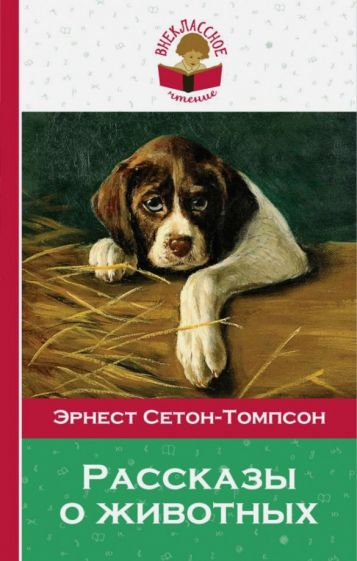 ВНЕКЛАССНОЕ
чтение
ЭРНЕСТ СЕТОН-ТОМПСОН
РАССКАЗЫ
О ЖИВОТНЫХ